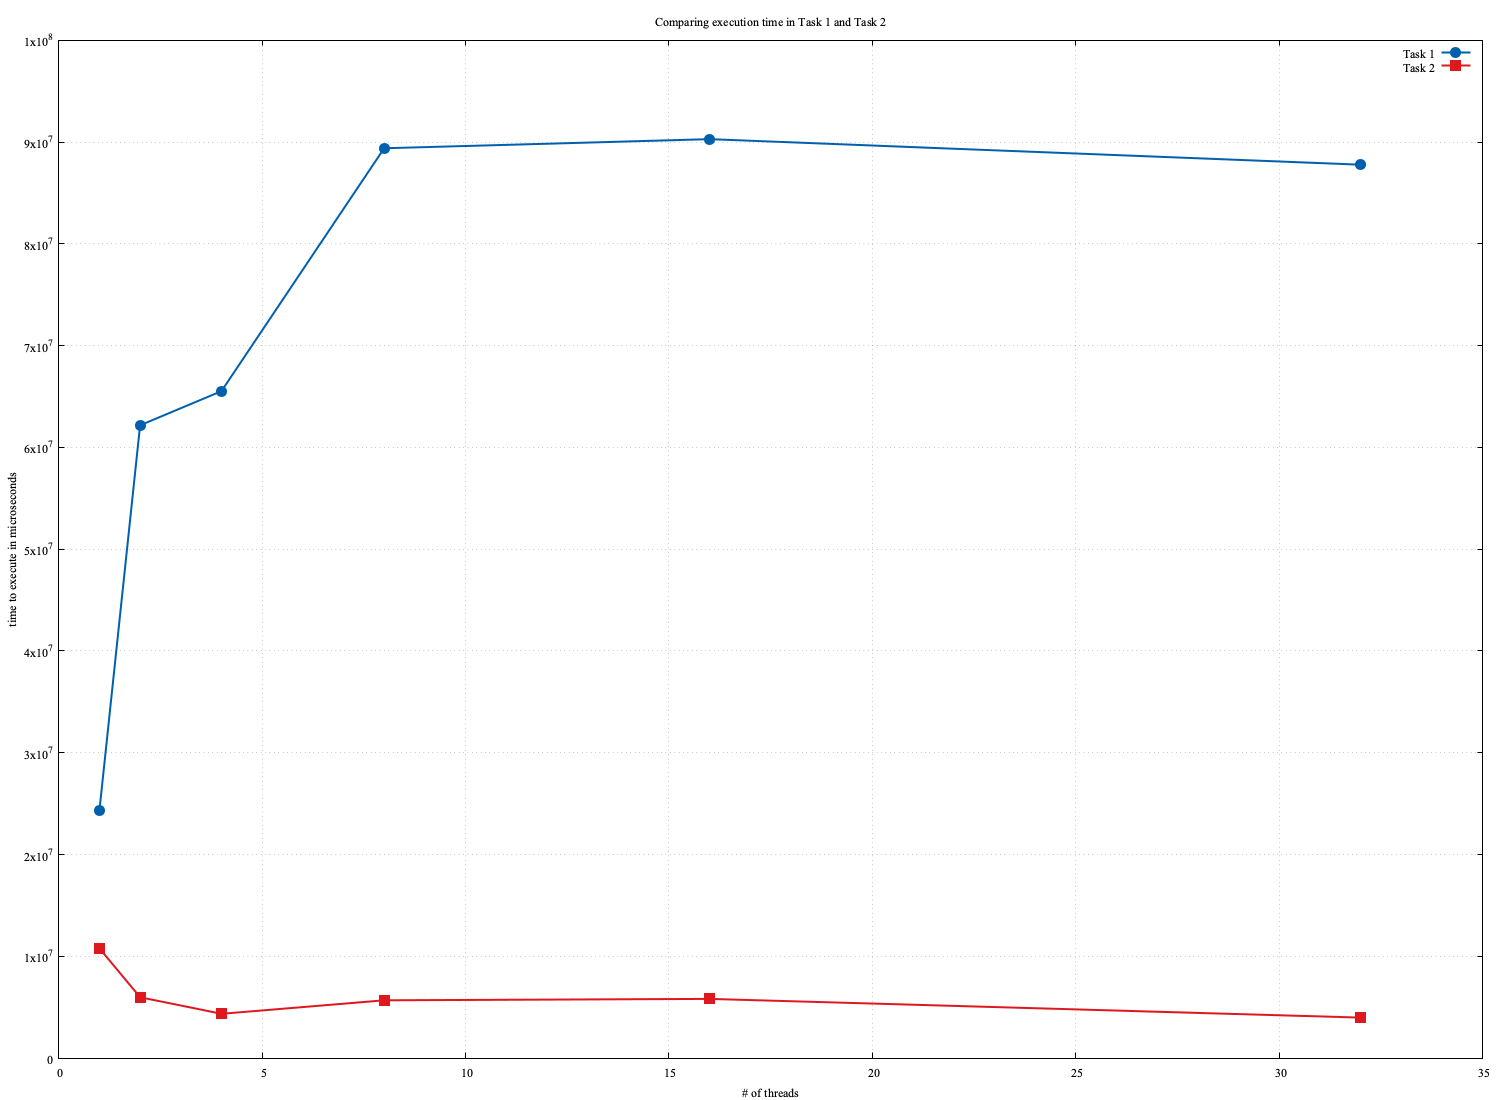 Comparing execution time in Task 1 and Task 2
1x10^8
Task 1
Task 2
9x10^7
8x10^7
7x10^7
6x10^7
time to execute in microseconds
5x10^7
4x10^7
3x10^7
2x10^7
1x10^7
0
0 5 10 15 20 25 30 35
# of threads